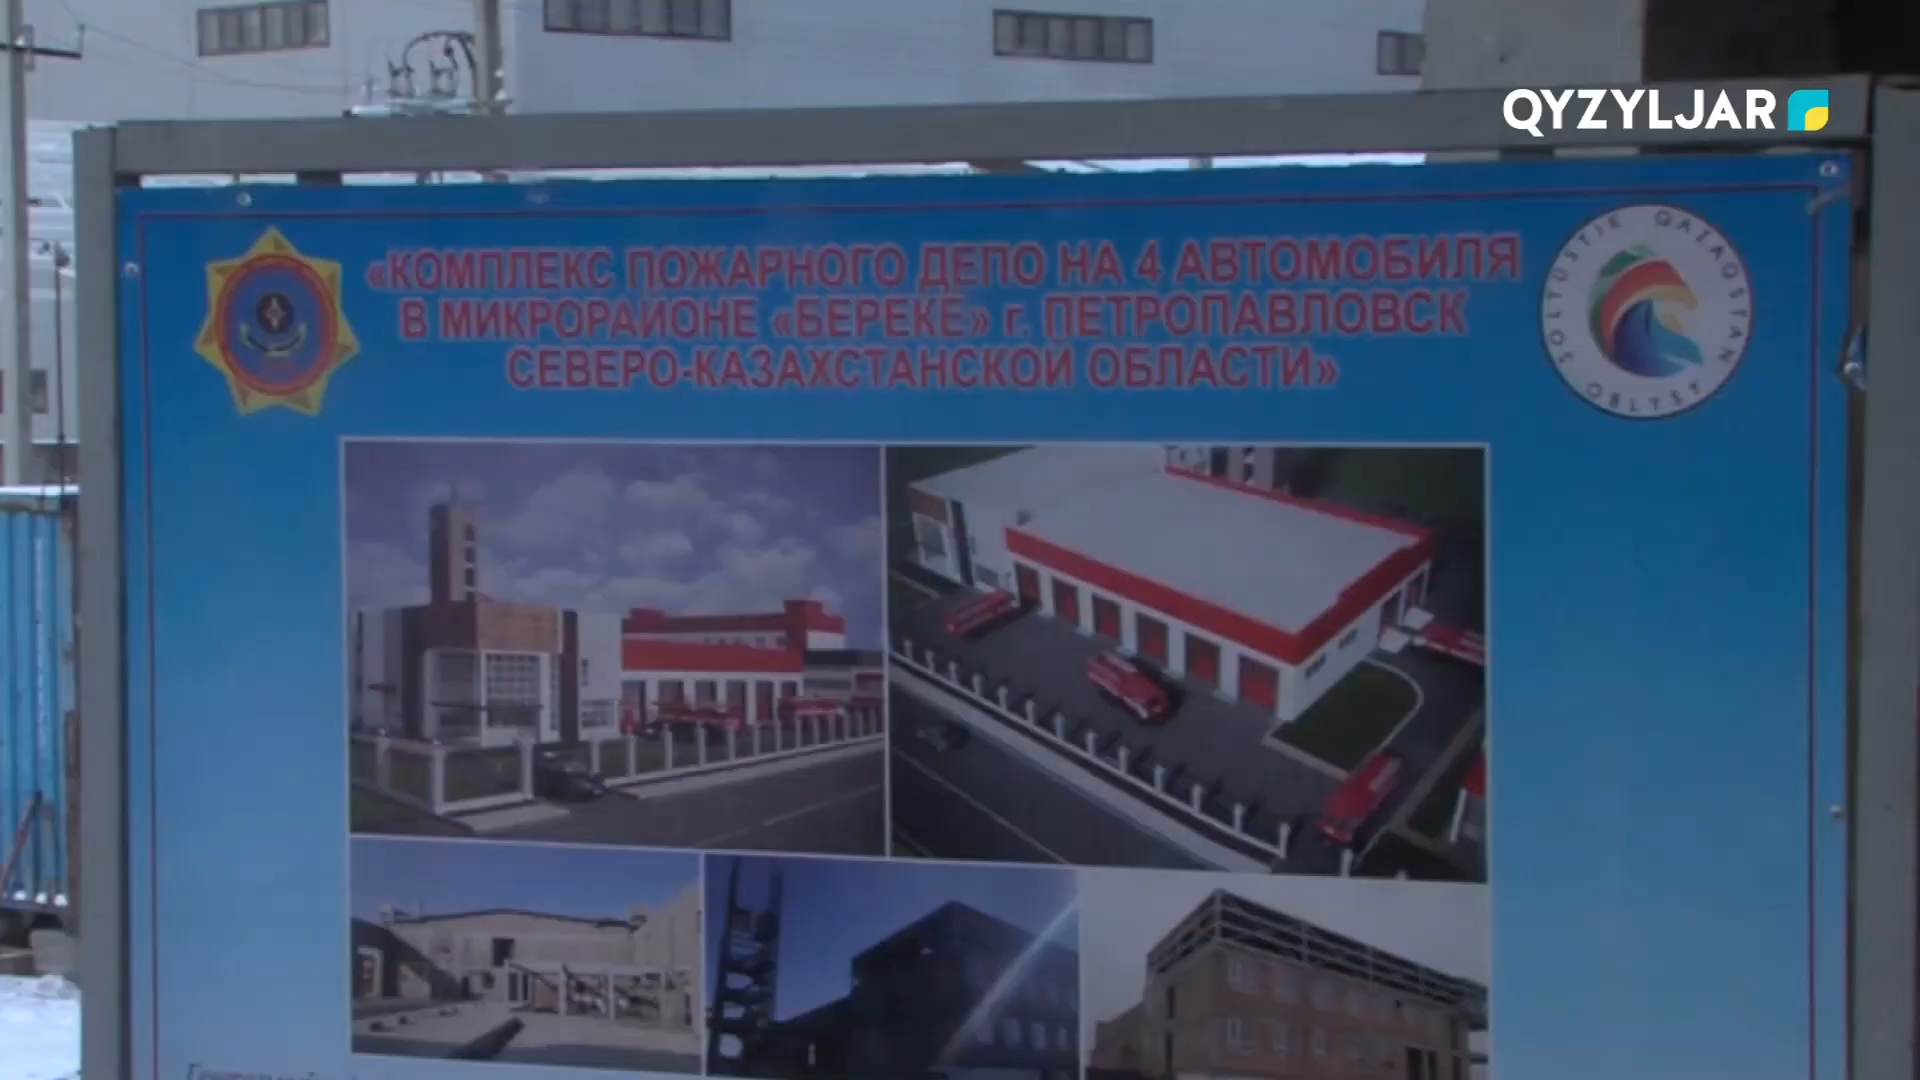 QYZYLJAR
«КОМПЛЕКС ПОЖАРНОГО ДЕПО НА 4 АВТОМОБИЛЯ
В МИКРОРАЙОНЕ «БЕРЕКЕ» г. ПЕТРОПАВЛОВСК
СЕВЕРО-КАЗАХСТАНСКОЙ ОБЛАСТИ»
SOLTÚSTIK QAZAQSTAN OBLYSY